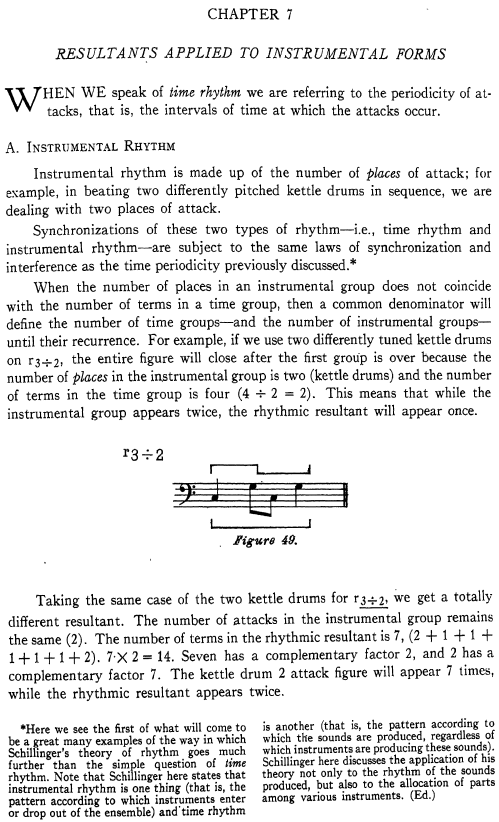 CHAPTER 7
RESULTANTS APPLIED TO INSTRUMENTAL FORMS
WHEN WE speak of time rhythm we are referring to the periodicity of at-
tacks, that is, the intervals of time at which the attacks occur.
A. INSTRUMENTAL RHYTHM
Instrumental rhythm is made up of the number of places of attack; for
example, in beating two differently pitched kettle drums in sequence, we are
dealing with two places of attack.
Synchronizations of these two types of rhythm—i.e., time rhythm and
instrumental rhythm—are subject to the same laws of synchronization and
interference as the time periodicity previously discussed.*
When the number of places in an instrumental group does not coincide
with the number of terms in a time group, then a common denominator will
define the number of time groups—and the number of instrumental groups—
until their recurrence. For example, if we use two differently tuned kettle drums
on r3÷2, the entire figure will close after the first group is over because the
number of places in the instrumental group is two (kettle drums) and the number
of terms in the time group is four (4 ÷ 2 = 2). This means that while the
instrumental group appears twice, the rhythmic resultant will appear once.
r3÷2
Figure 49.
Taking the same case of the two kettle drums for r3÷2, we get a totally
different resultant. The number of attacks in the instrumental group remains
the same (2). The number of terms in the rhythmic resultant is 7, (2 + 1 + 1 +
1 + 1 + 1 + 2). 7·X 2 = 14. Seven has a complementary factor 2, and 2 has a
complementary factor 7. The kettle drum 2 attack figure will appear 7 times,
while the rhythmic resultant appears twice.
*Here we see the first of what will come to
be a great many examples of the way in which
Schillinger's theory of rhythm goes much
further than the simple question of time
rhythm. Note that Schillinger here states that
instrumental rhythm is one thing (that is, the
pattern according to which instruments enter
or drop out of the ensemble) and time rhythm
is another (that is, the pattern according to
which the sounds are produced, regardless of
which instruments are producing these sounds).
Schillinger here discusses the application of his
theory not only to the rhythm of the sounds
produced, but also to the allocation of parts
among various instruments. (Ed.)